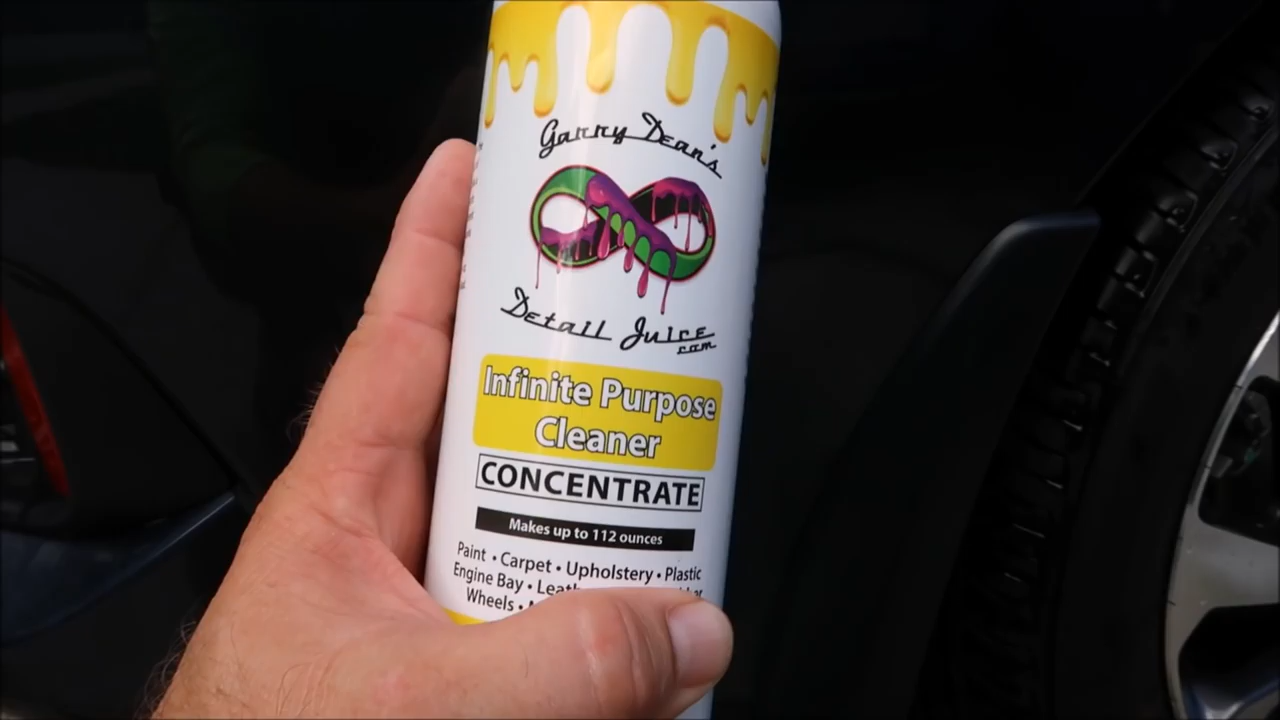 Garry Dean's
Detail Juice
.com
Infinite Purpose
Cleaner
CONCENTRATE
Makes up to 112 ounces
Paint • Carpet • Upholstery • Plastic
Engine Bay •
Wheels •